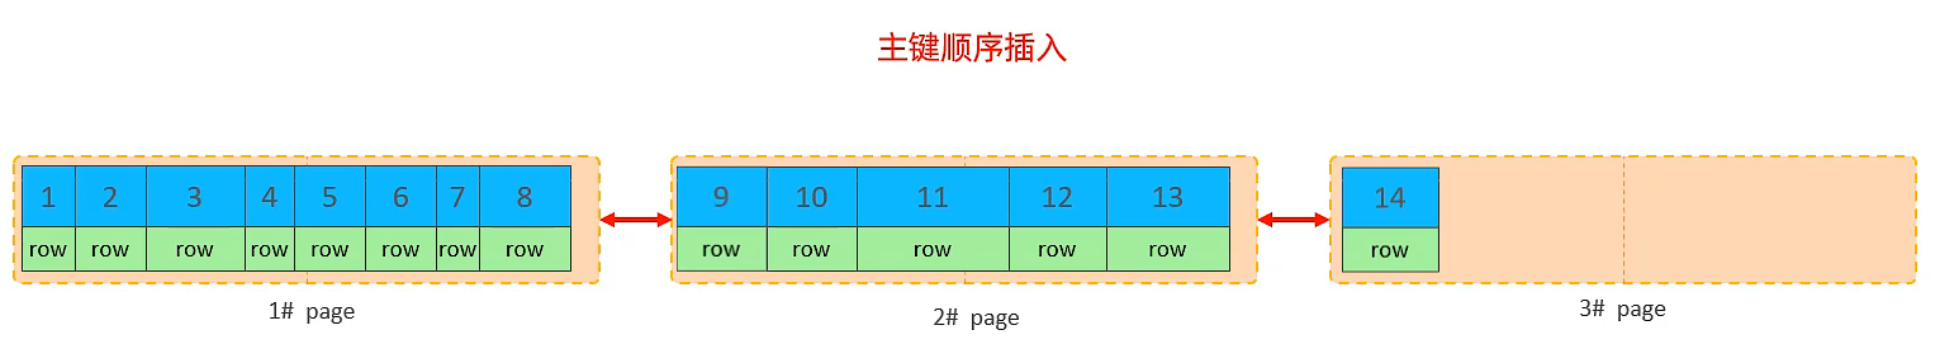 主键顺序插入
1 2 3 4 5 6 7 8
row row row row row row row row
1# page
9 10 11 12 13
row row row row row
2# page
14
row
3# page